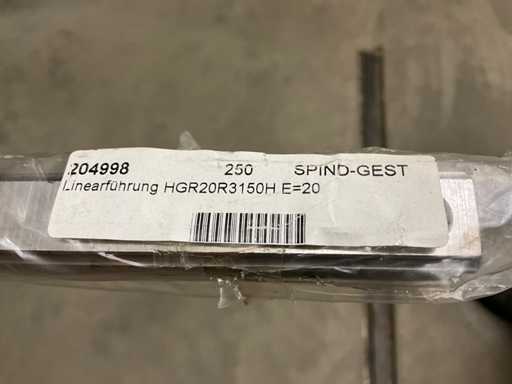 204998 250 SPIND-GEST
Linearführung HGR20R3150H E=20